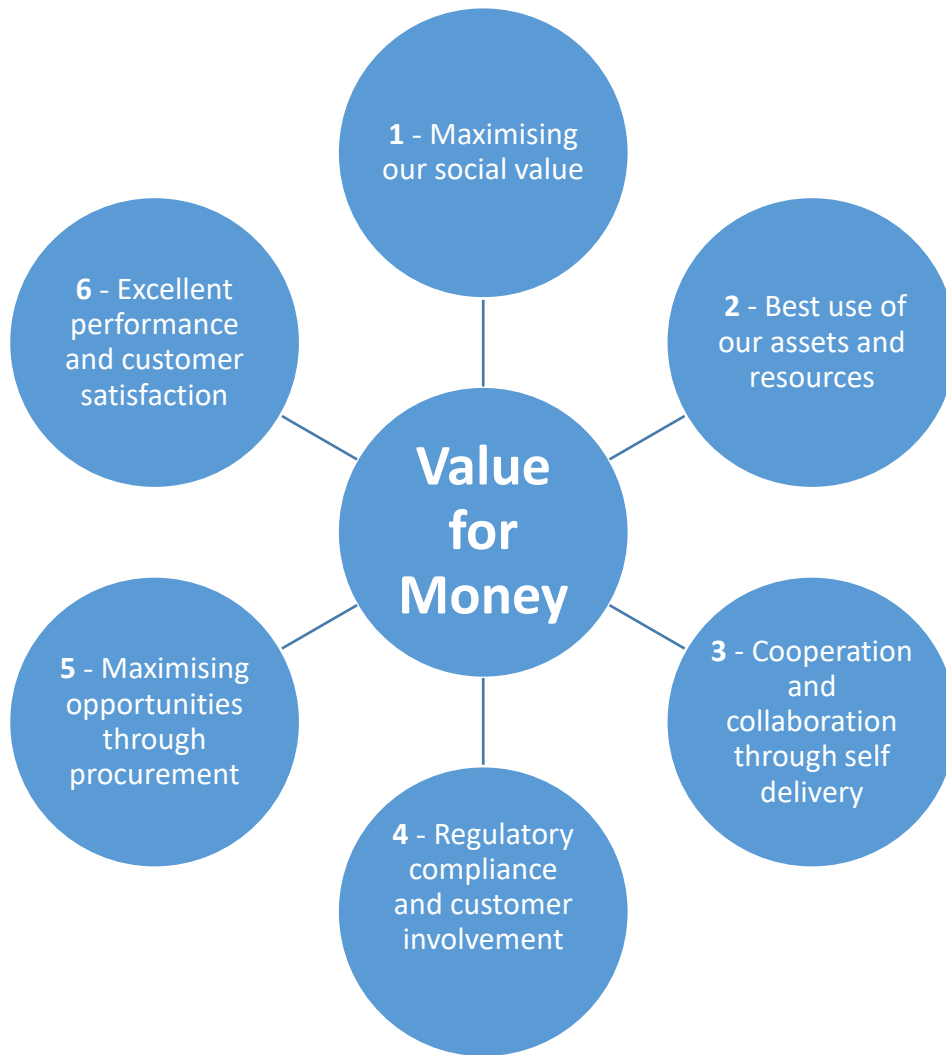 1 - Maximising
our social value
2 - Best use of
our assets and
resources
3 - Cooperation
and
collaboration
through self
delivery
4 - Regulatory
compliance
and customer
involvement
5 - Maximising
opportunities
through
procurement
6 - Excellent
performance
and customer
satisfaction
Value
for
Money